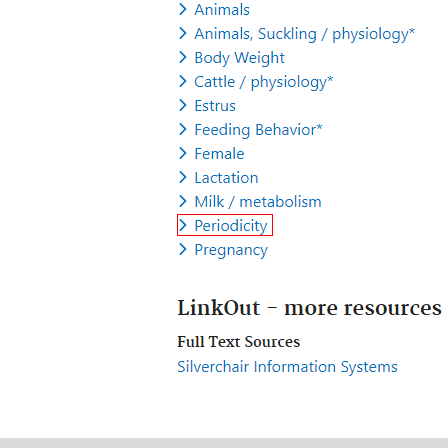 Animals
Animals, Suckling / physiology*
Body Weight
Cattle / physiology*
Estrus
Feeding Behavior*
Female
Lactation
Milk / metabolism
Periodicity
Pregnancy
LinkOut - more resources
Full Text Sources
Silverchair Information Systems